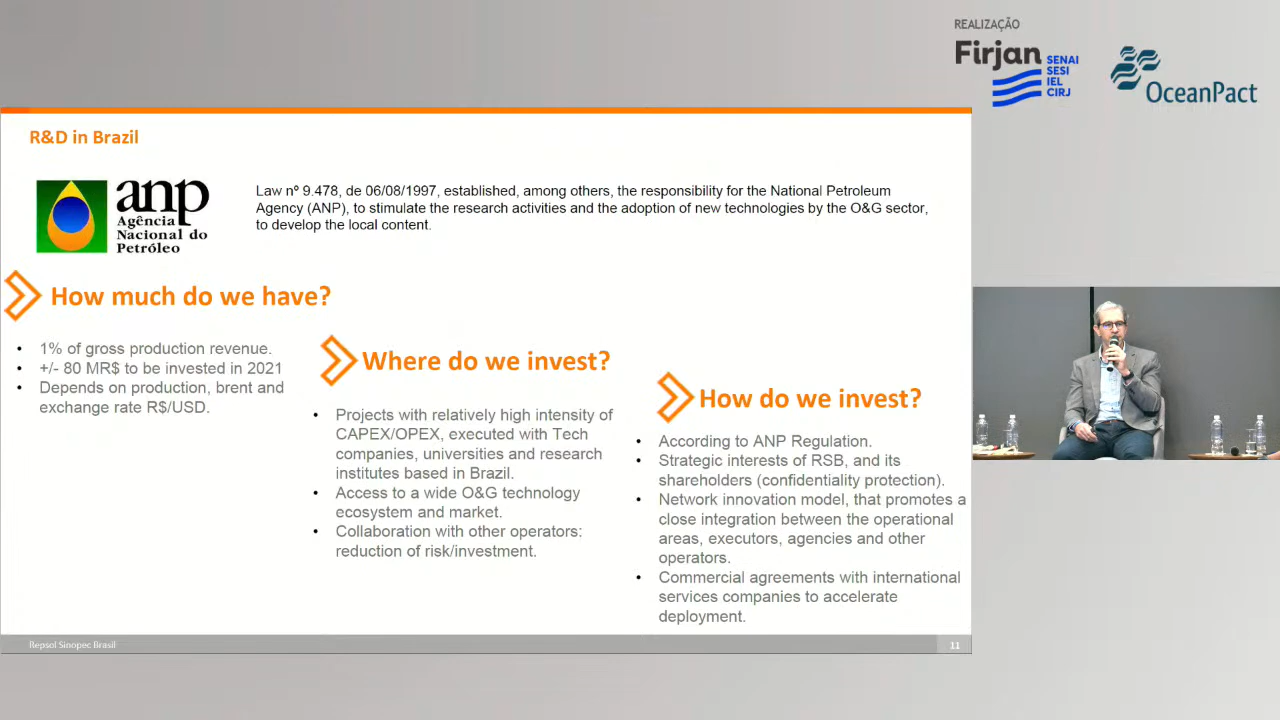 REALIZAÇÃO
Firjan
SENAI
SESI
IEL
CIRJ
OceanPact
R&D in Brazil
anp
Agência
Nacional do
Petróleo
Law nº 9.478, de 06/08/1997, established, among others, the responsibility for the National Petroleum
Agency (ANP), to stimulate the research activities and the adoption of new technologies by the O&G sector,
to develop the local content.
How much do we have?
• 1% of gross production revenue.
• +/- 80 MR$ to be invested in 2021
• Depends on production, brent and
exchange rate R$/USD.
Where do we invest?
• Projects with relatively high intensity of
CAPEX/OPEX, executed with Tech
companies, universities and research
institutes based in Brazil.
• Access to a wide O&G technology
ecosystem and market.
• Collaboration with other operators:
reduction of risk/investment.
How do we invest?
• According to ANP Regulation.
• Strategic interests of RSB, and its
shareholders (confidentiality protection).
• Network innovation model, that promotes a
close integration between the operational
areas, executors, agencies and other
operators.
• Commercial agreements with international
services companies to accelerate
deployment.
Repsol Sinopec Brasil
11